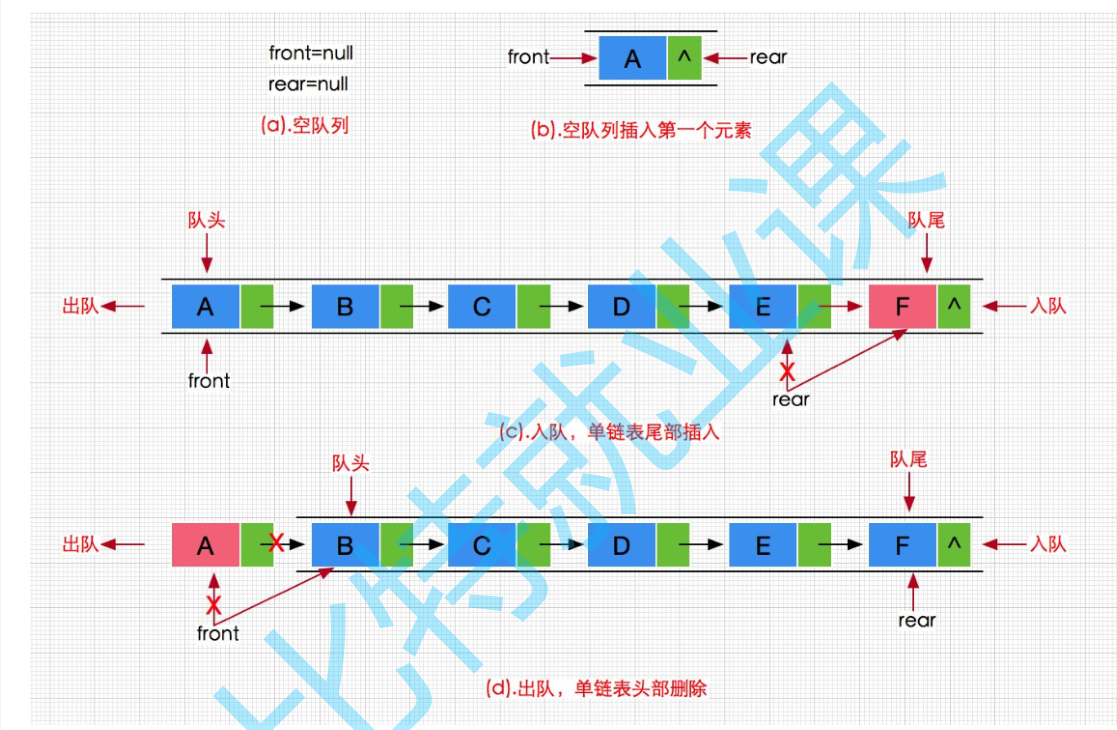 front=null
rear=null
(a).空队列
front
A
^
rear
(b).空队列插入第一个元素
队头
队尾
出队
A
B
C
D
E
F
^
入队
front
rear
(c).入队，单链表尾部插入
队头
队尾
出队
A
X
B
C
D
E
F
^
入队
X
front
rear
(d).出队，单链表头部删除
X
比特就业课